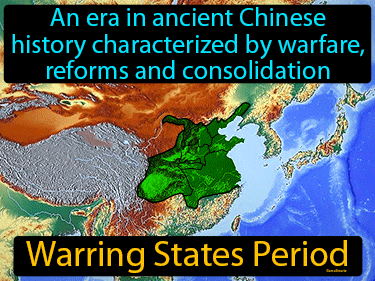 An era in ancient Chinese
history characterized by warfare,
reforms and consolidation
Warring States Period